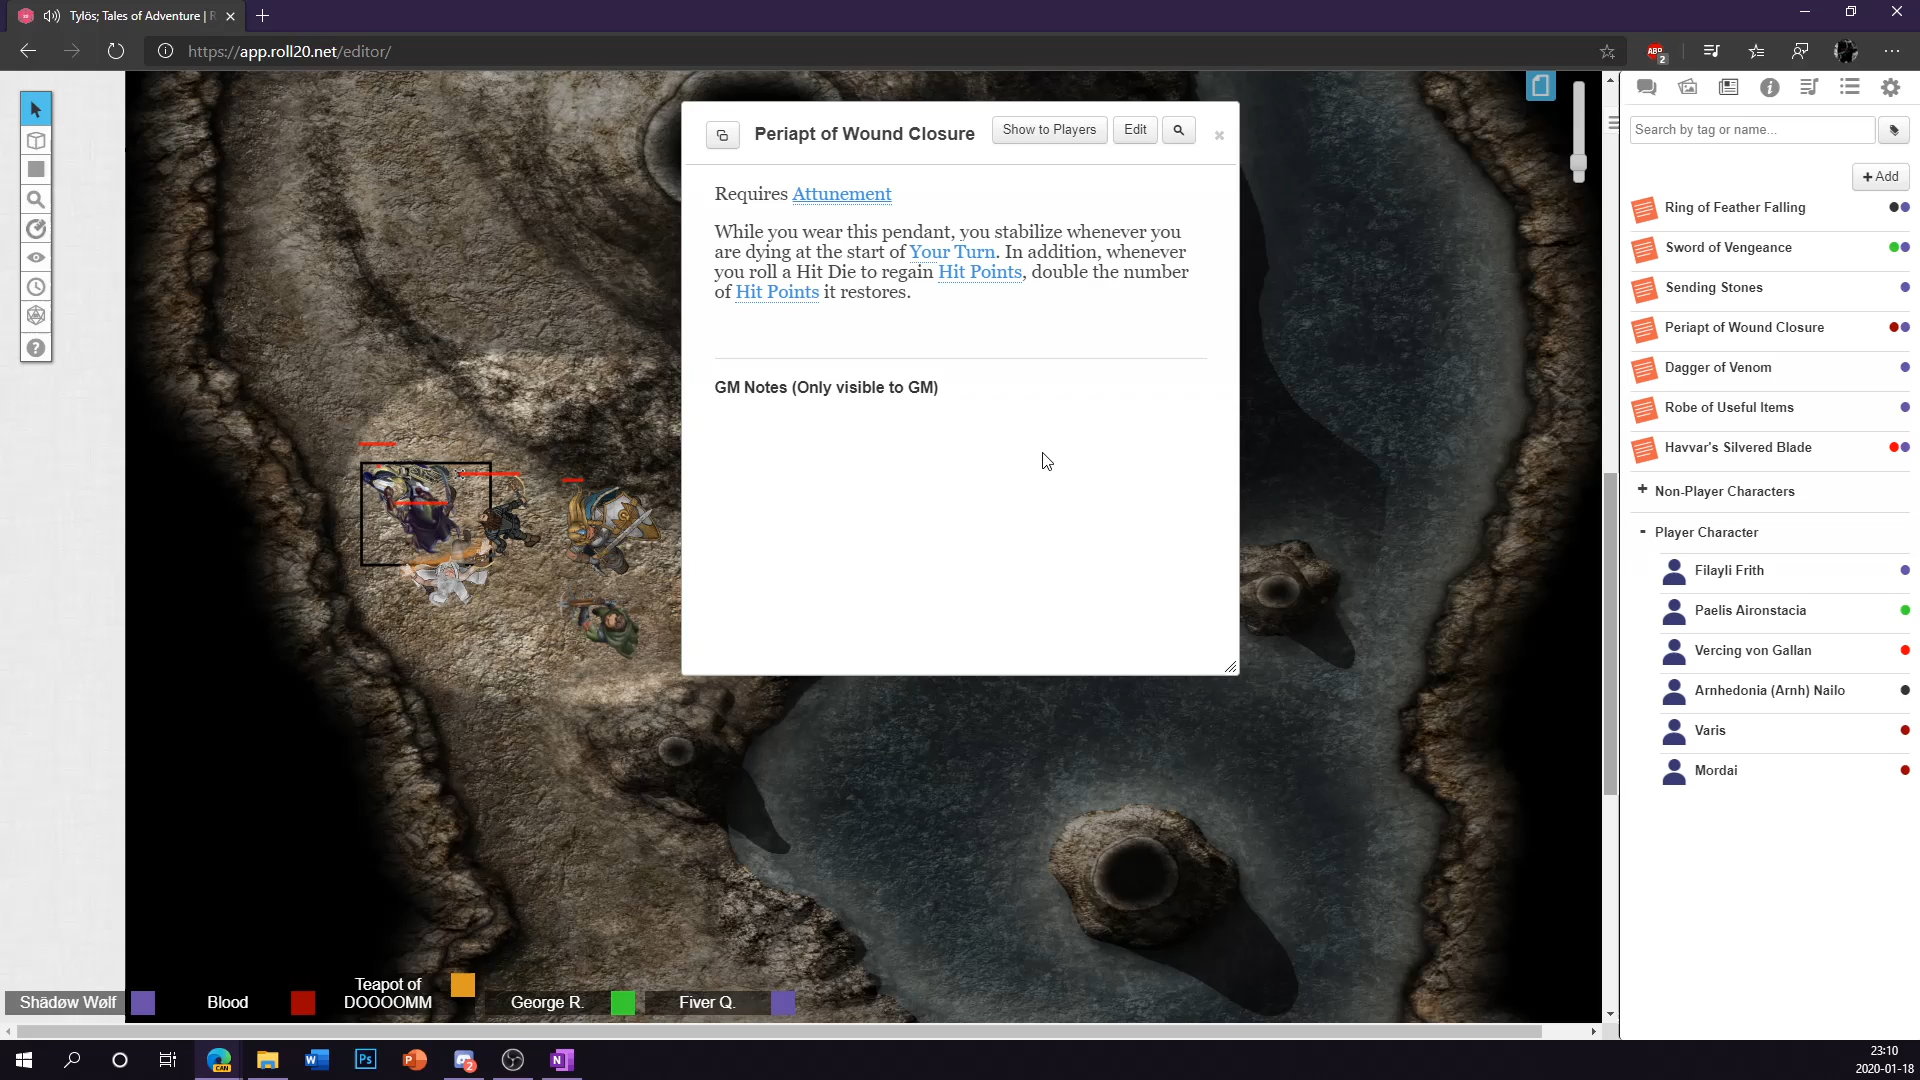 Tylös; Tales of Adventure | R
https://app.roll20.net/editor/
ABP
2
Periapt of Wound Closure
Show to Players
Edit
Requires Attunement
While you wear this pendant, you stabilize whenever you
are dying at the start of Your Turn. In addition, whenever
you roll a Hit Die to regain Hit Points, double the number
of Hit Points it restores.
GM Notes (Only visible to GM)
Search by tag or name...
+ Add
Ring of Feather Falling
Sword of Vengeance
Sending Stones
Periapt of Wound Closure
Dagger of Venom
Robe of Useful Items
Havvar's Silvered Blade
+ Non-Player Characters
- Player Character
Filayli Frith
Paelis Aironstacia
Vercing von Gallan
Arnhedonia (Arnh) Nailo
Varis
Mordai
Shädøw Wølf
Blood
Teapot of
DOOOOMM
George R.
Fiver Q.
CAN
W
Ps
P
2
N
23:10
2020-01-18